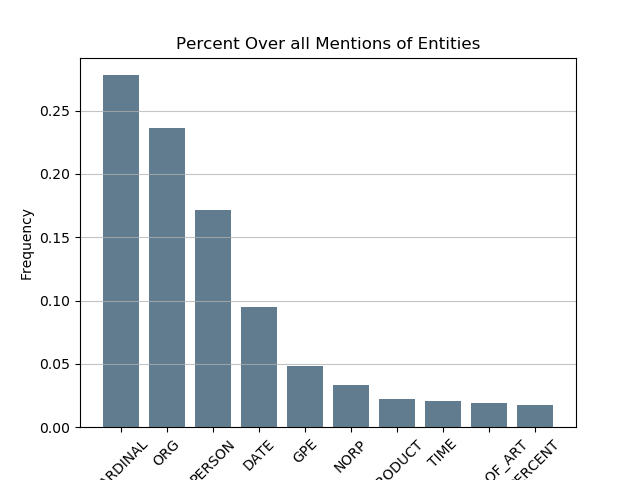 Percent Over all Mentions of Entities
Frequency
0.25
0.20
0.15
0.10
0.05
0.00
ARDINAL
ORG
PERSON
DATE
GPE
NORP
RODUCT
TIME
OF_ART
ERCENT